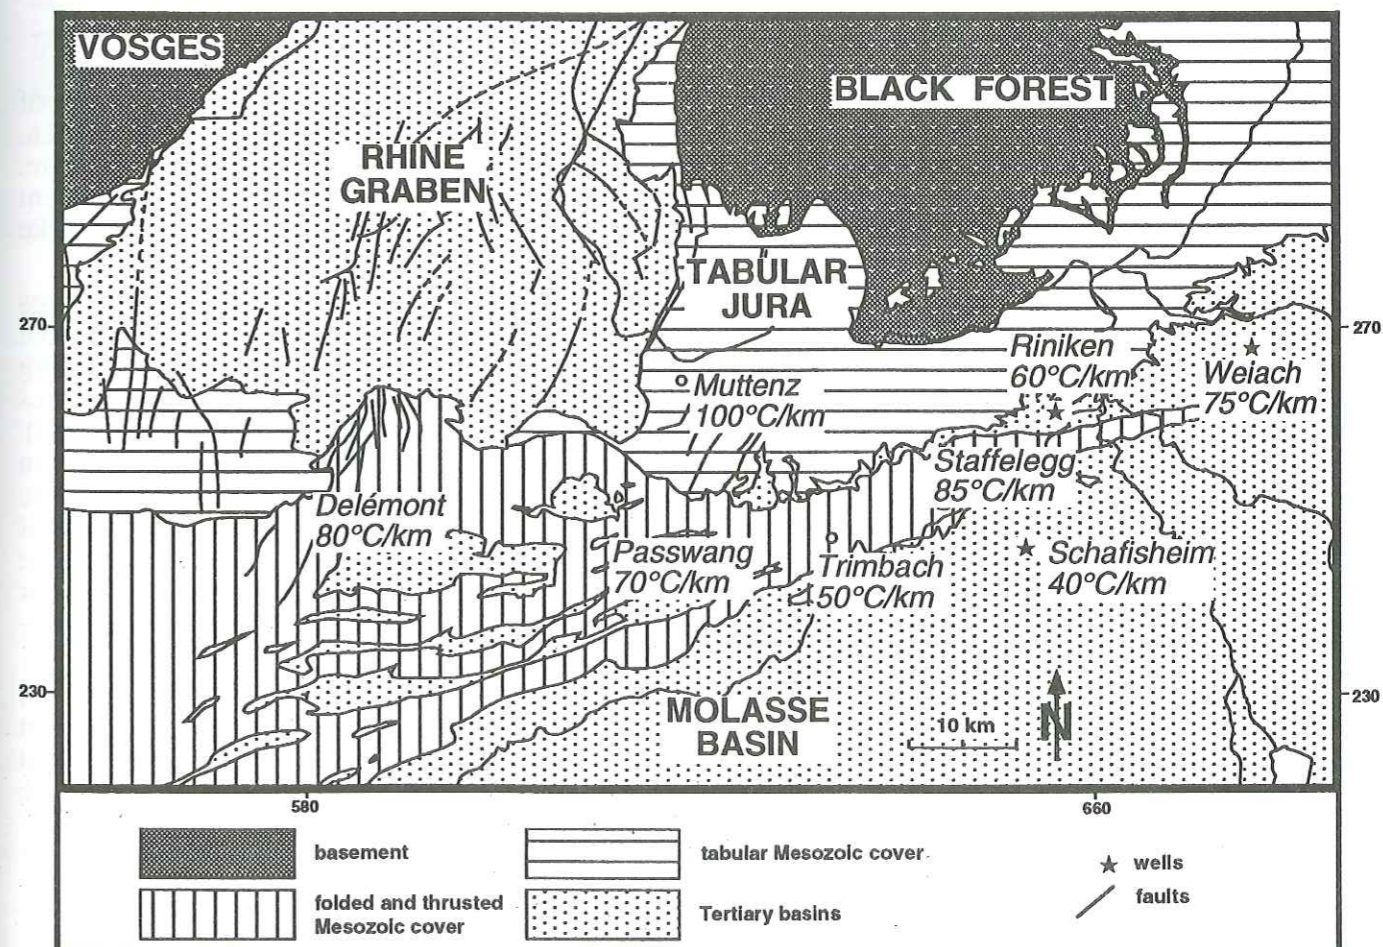 VOSGES
BLACK FOREST
RHINE
GRABEN
TABULAR
JURA
270
270
Riniken
60°C/km
Weiach
75°C/km
Muttenz
100°C/km
Staffelegg
85°C/km
Delémont
80°C/km
Passwang
70°C/km
Trimbach
50°C/km
Schafisheim
40°C/km
230
230
MOLASSE
BASIN
10 km
N
580
660
basement
tabular Mesozoic cover
wells
folded and thrusted
Mesozoic cover
Tertiary basins
faults